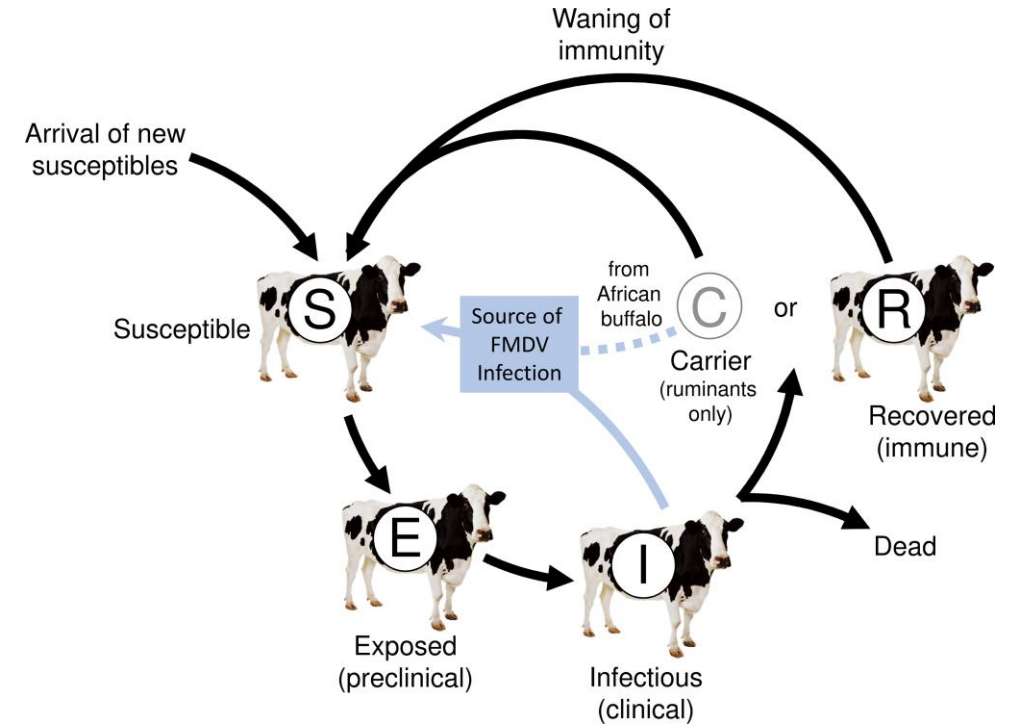 Waning of
immunity
Arrival of new
susceptibles
S
Susceptible
Source of
FMDV
Infection
from
African
buffalo
C
Carrier
(ruminants
only)
or
R
Recovered
(immune)
E
Exposed
(preclinical)
I
Infectious
(clinical)
Dead